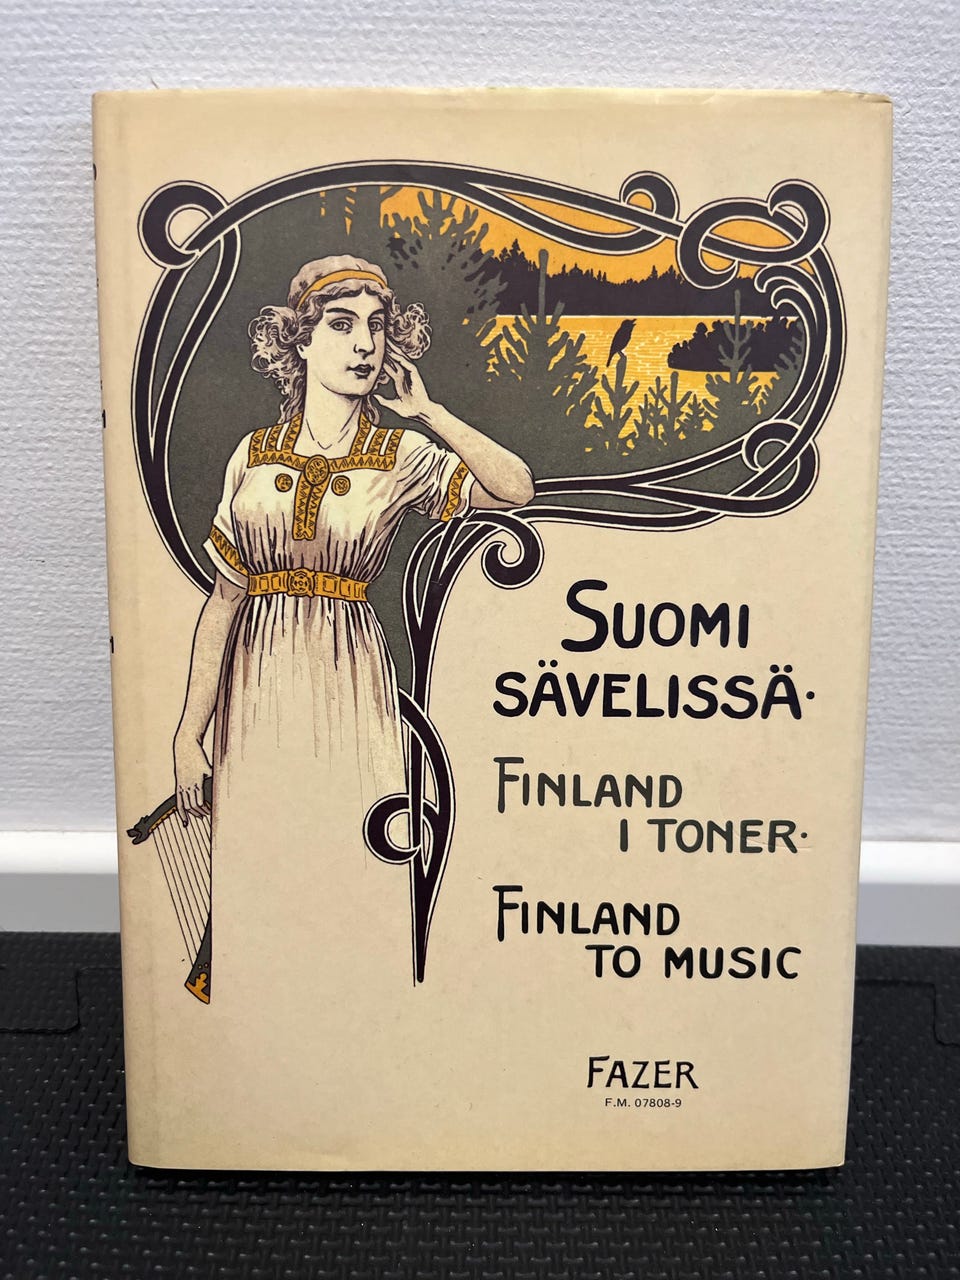 SUOMI
SÄVELISSÄ·
FINLAND
I TONER·
FINLAND
TO MUSIC
FAZER
F.M. 07808-9